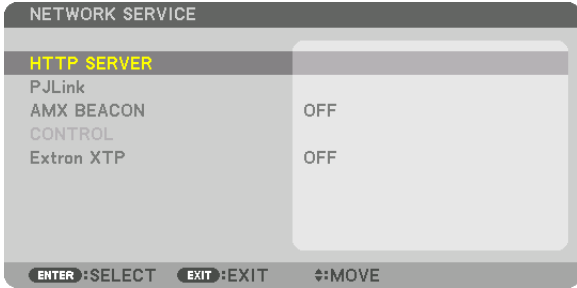 NETWORK SERVICE
HTTP SERVER
PJLink
AMX BEACON OFF
CONTROL
Extron XTP OFF
ENTER :SELECT EXIT :EXIT ♦:MOVE